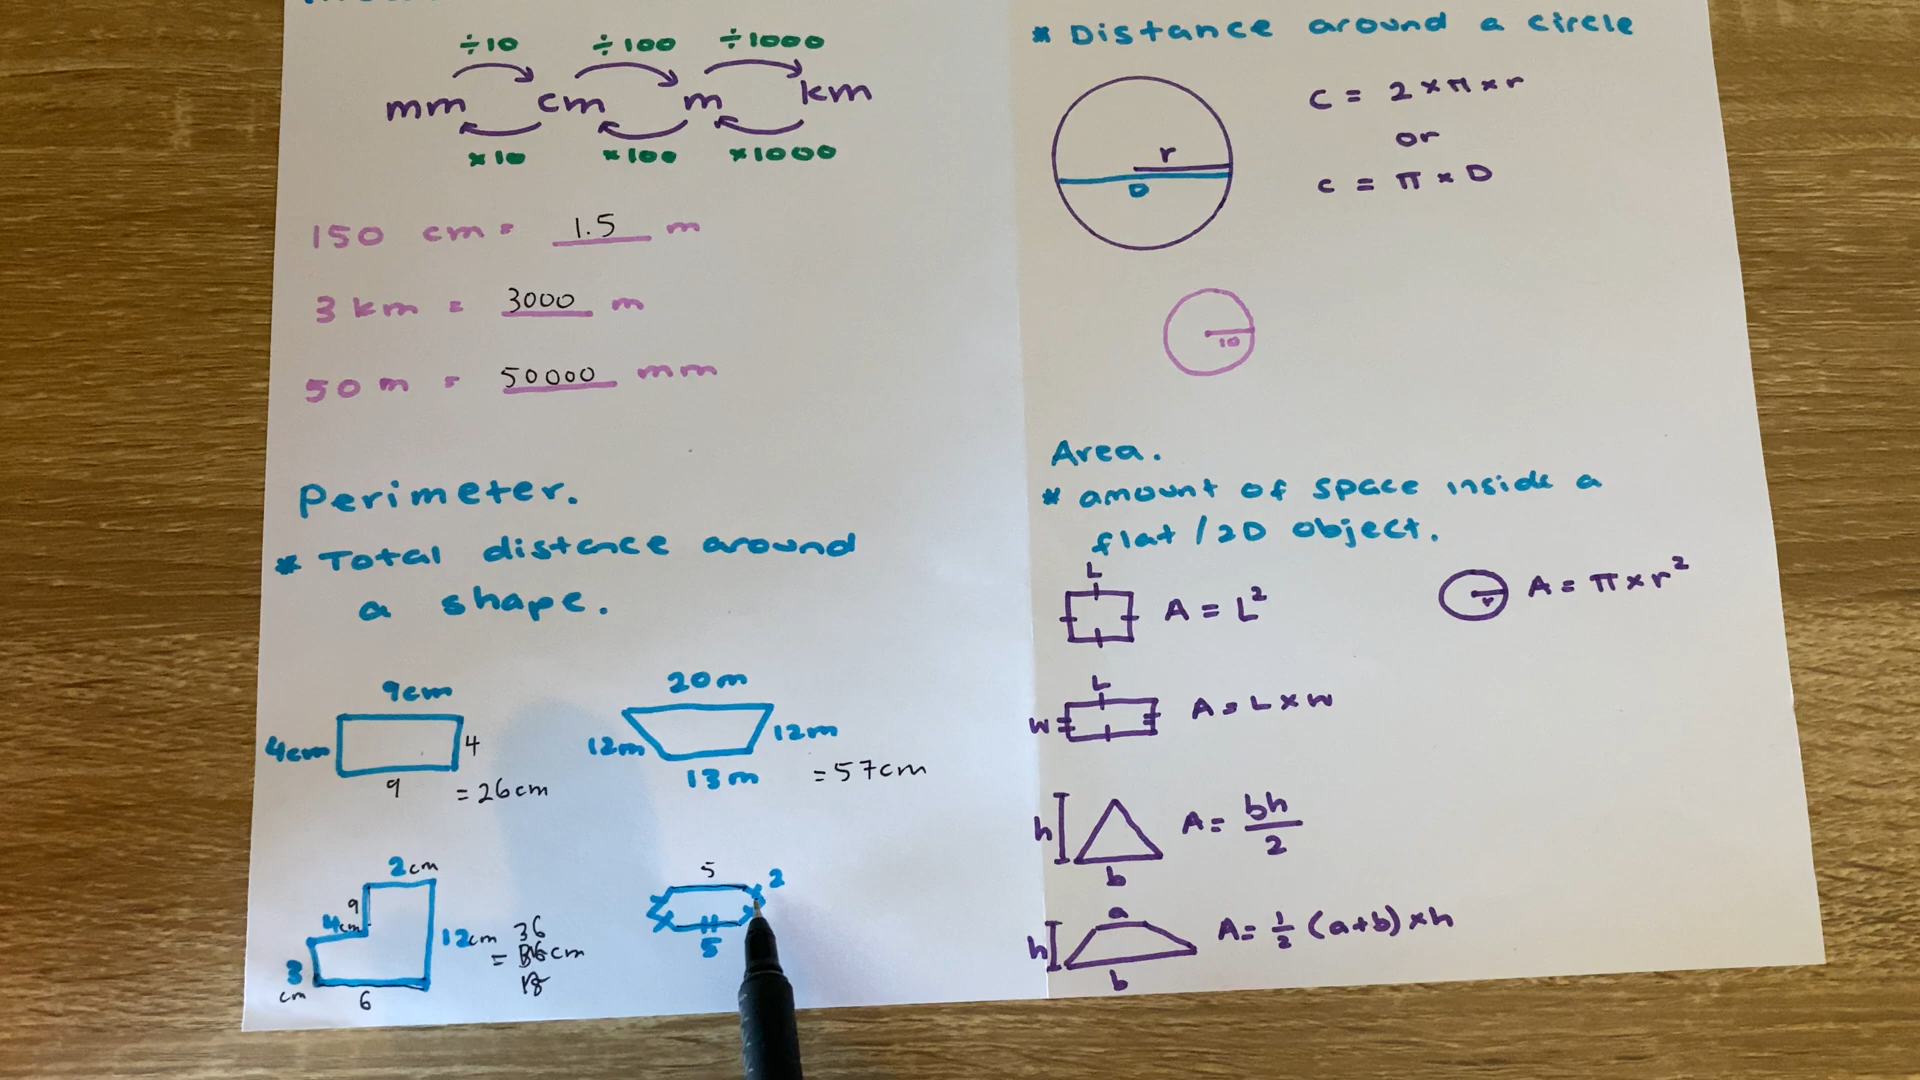 ÷10 ÷100 ÷1000
mm cm m km
×10 ×100 ×1000
150 cm = 1.5 m
3 km = 3000 m
50 m = 50000 mm
Perimeter.
* Total distance around
a shape.
9cm
4cm 4
9 = 26cm
20m
12m 12m
13m = 57cm
2cm
9
4cm
12cm 36
= cm
3
cm 6
18
5 2
5
* Distance around a circle
C = 2 × π × r
or
C = π × D
r
D
10
Area.
* amount of space inside a
flat / 2D object.
L
A = L²
r A = π × r²
L
W A = L × W
h A = bh
2
b
a
h A = 1/2 (a+b) × h
b